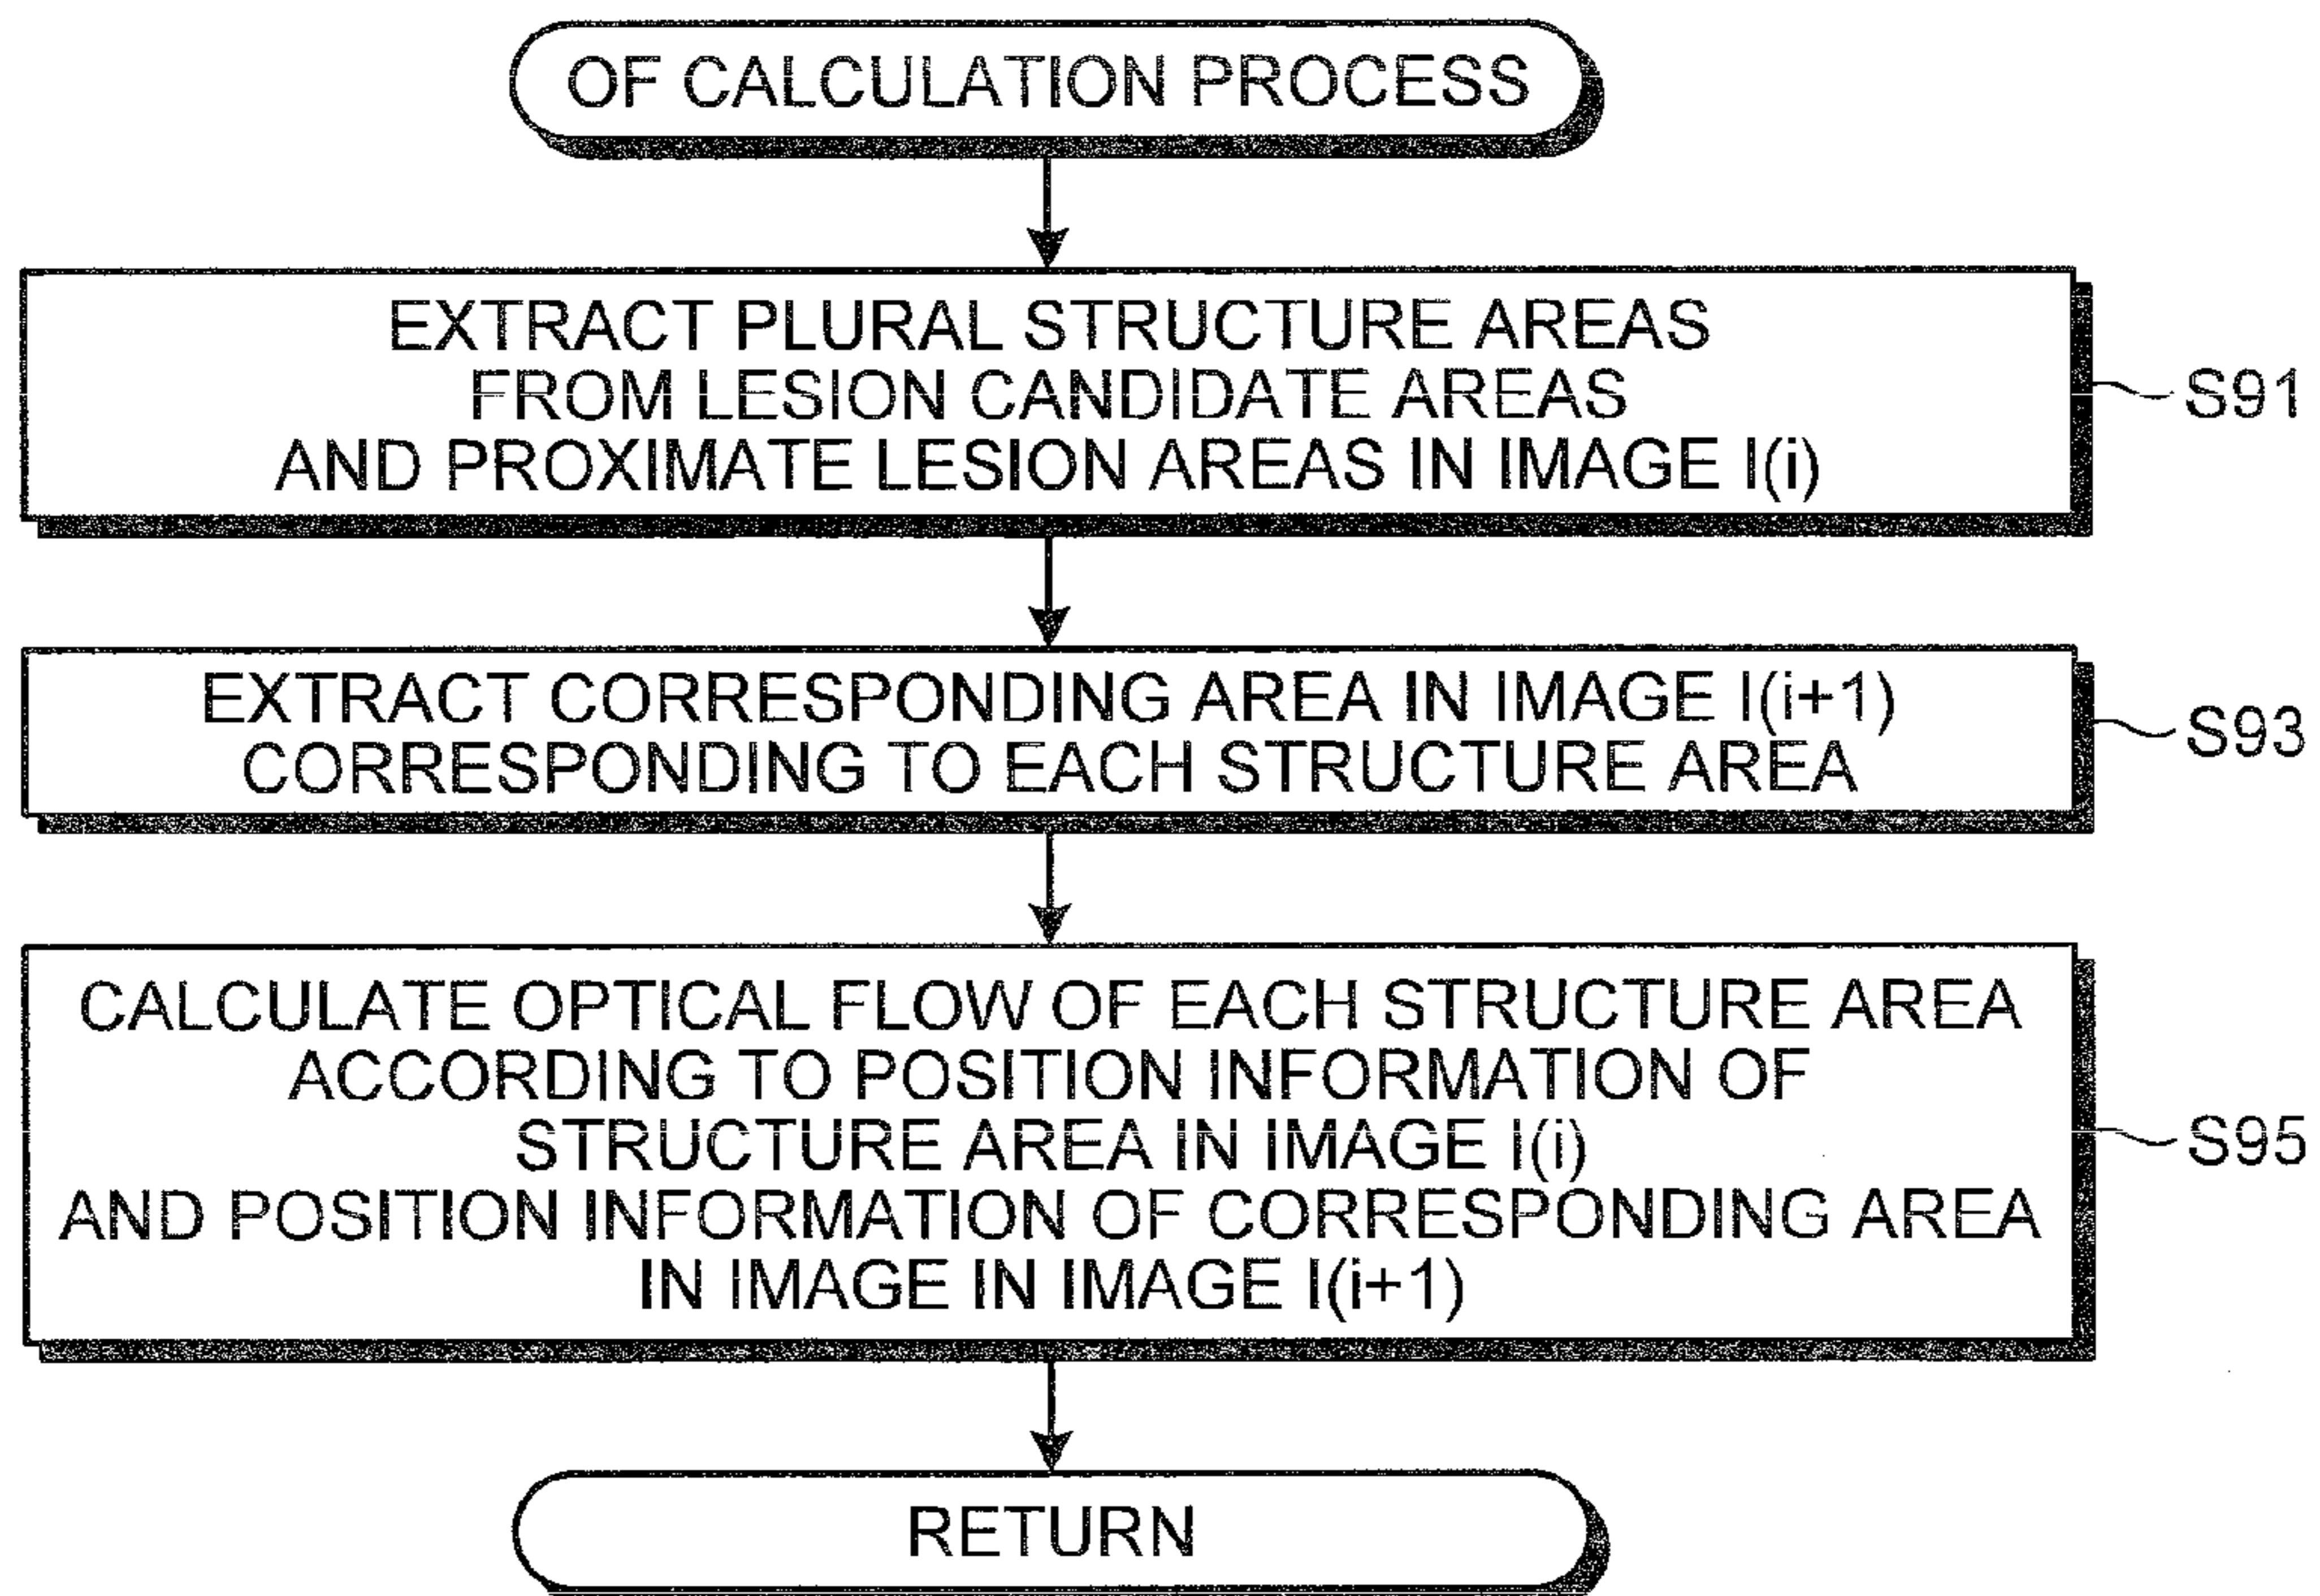 OF CALCULATION PROCESS
EXTRACT PLURAL STRUCTURE AREAS
FROM LESION CANDIDATE AREAS
AND PROXIMATE LESION AREAS IN IMAGE I(i)
S91
EXTRACT CORRESPONDING AREA IN IMAGE I(i+1)
CORRESPONDING TO EACH STRUCTURE AREA
S93
CALCULATE OPTICAL FLOW OF EACH STRUCTURE AREA
ACCORDING TO POSITION INFORMATION OF
STRUCTURE AREA IN IMAGE I(i)
AND POSITION INFORMATION OF CORRESPONDING AREA
IN IMAGE IN IMAGE I(i+1)
S95
RETURN